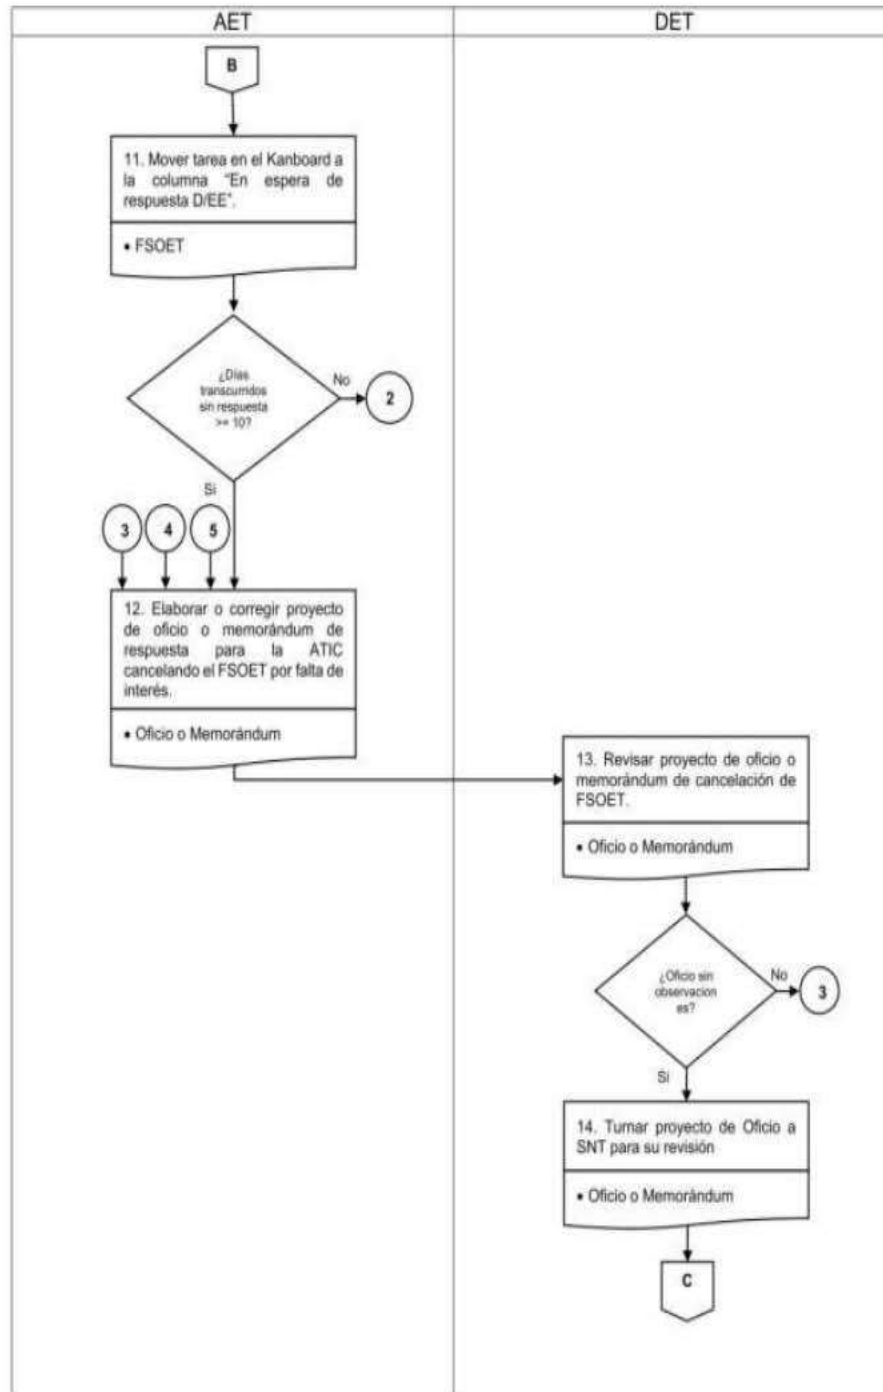 AET
DET
B
11. Mover tarea en el Kanboard a
la columna "En espera de
respuesta D/EE".
• FSOET
¿Días
transcurridos
sin respuesta
>= 10?
No
2
Si
3
4
5
12. Elaborar o corregir proyecto
de oficio o memorándum de
respuesta para la ATIC
cancelando el FSOET por falta de
interés.
• Oficio o Memorándum
13. Revisar proyecto de oficio o
memorándum de cancelación de
FSOET.
• Oficio o Memorándum
¿Oficio sin
observacion
es?
No
3
Si
14. Turnar proyecto de Oficio a
SNT para su revisión
• Oficio o Memorándum
C